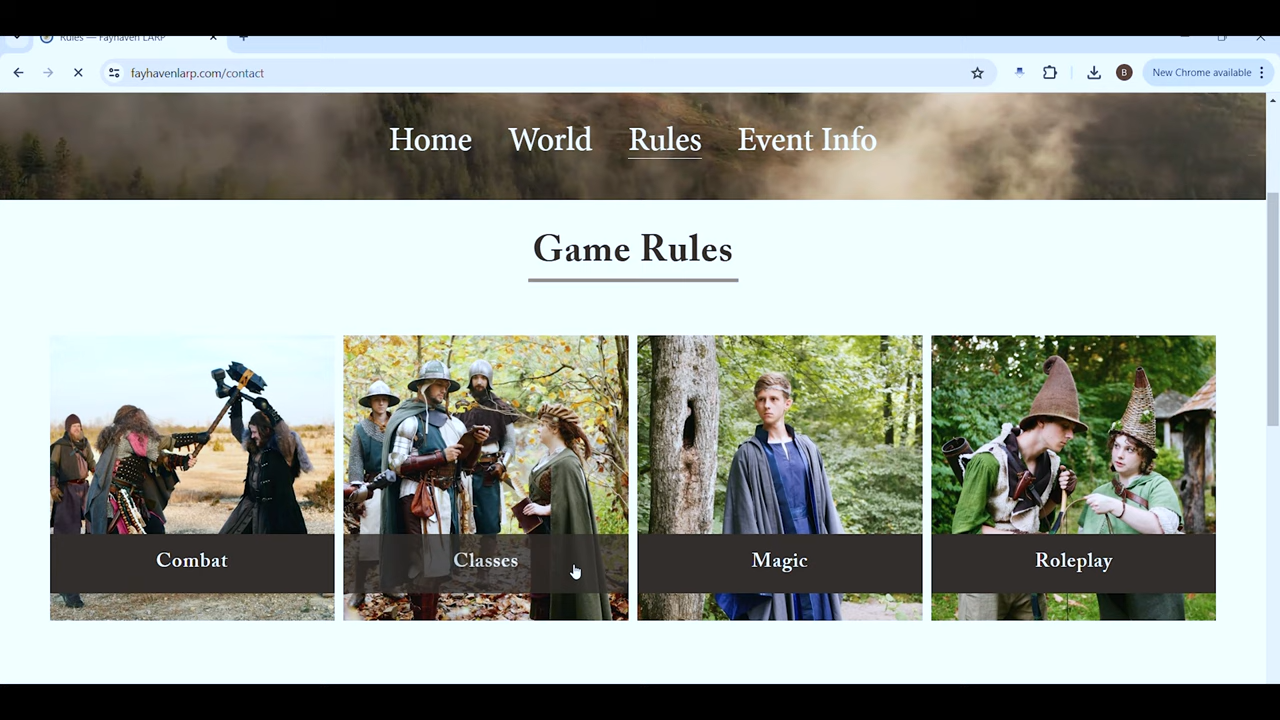 Rules — Fayhaven LARP
fayhavenlarp.com/contact
B
New Chrome available
Home World Rules Event Info
Game Rules
Combat Classes Magic Roleplay